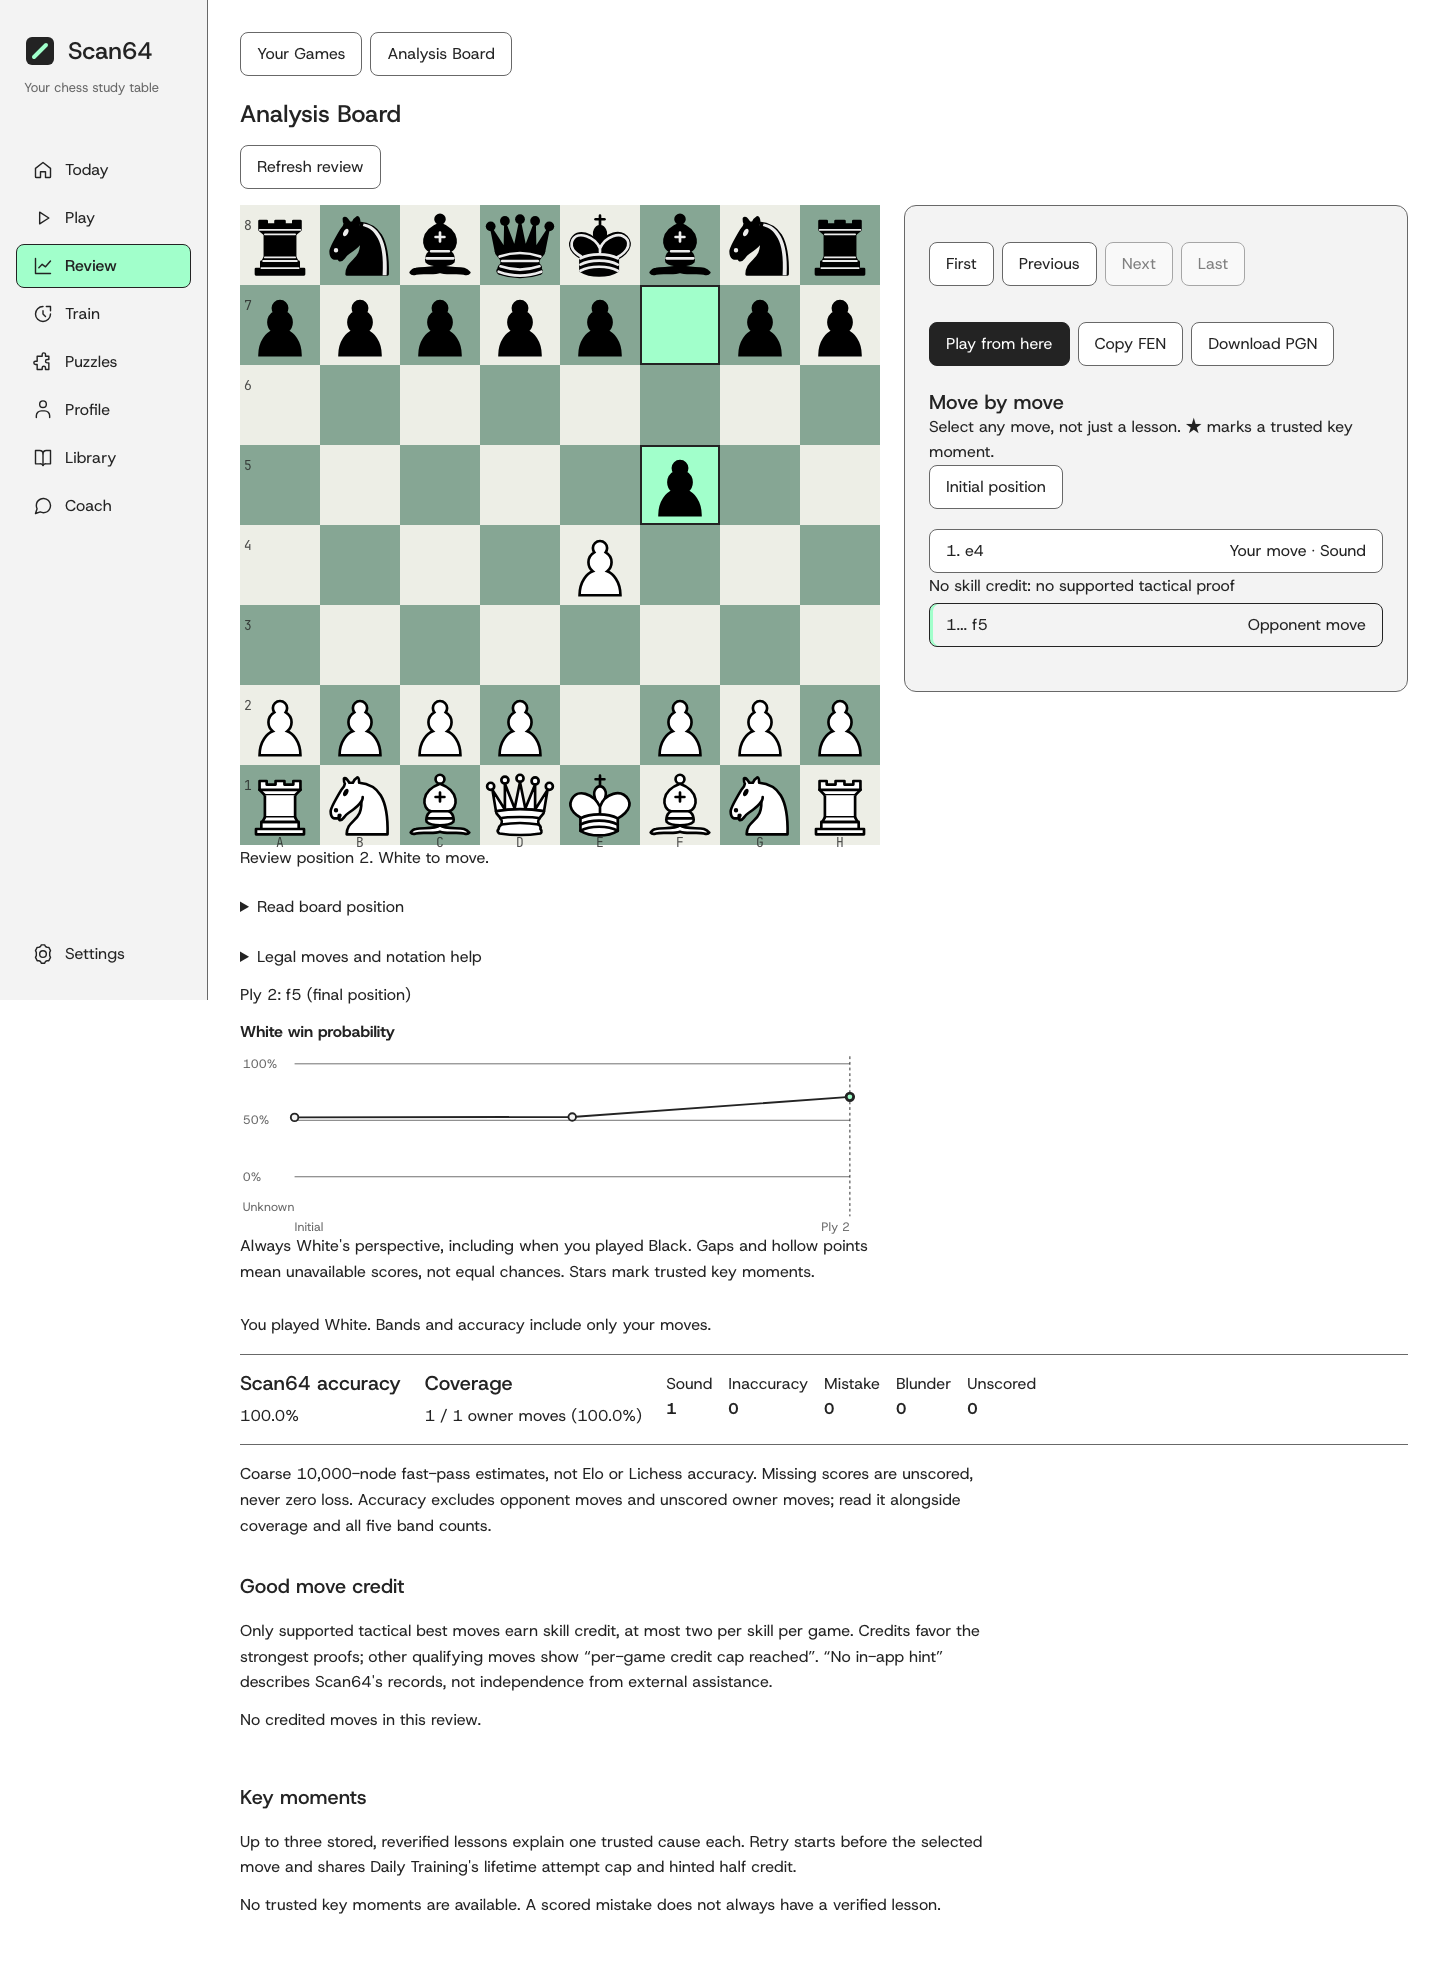 Scan64
Your chess study table
Today
Play
Review
Train
Puzzles
Profile
Library
Coach
Settings
Your Games
Analysis Board
Analysis Board
Refresh review
8
7
6
5
4
3
2
1
A B C D E F G H
Review position 2. White to move.
Read board position
Legal moves and notation help
Ply 2: f5 (final position)
White win probability
100%
50%
0%
Unknown
Initial
Ply 2
Always White's perspective, including when you played Black. Gaps and hollow points
mean unavailable scores, not equal chances. Stars mark trusted key moments.
First
Previous
Next
Last
Play from here
Copy FEN
Download PGN
Move by move
Select any move, not just a lesson. ★ marks a trusted key
moment.
Initial position
1. e4 Your move · Sound
No skill credit: no supported tactical proof
1… f5 Opponent move
You played White. Bands and accuracy include only your moves.
Scan64 accuracy
100.0%
Coverage
1 / 1 owner moves (100.0%)
Sound Inaccuracy Mistake Blunder Unscored
1 0 0 0 0
Coarse 10,000-node fast-pass estimates, not Elo or Lichess accuracy. Missing scores are unscored,
never zero loss. Accuracy excludes opponent moves and unscored owner moves; read it alongside
coverage and all five band counts.
Good move credit
Only supported tactical best moves earn skill credit, at most two per skill per game. Credits favor the
strongest proofs; other qualifying moves show “per-game credit cap reached”. “No in-app hint”
describes Scan64's records, not independence from external assistance.
No credited moves in this review.
Key moments
Up to three stored, reverified lessons explain one trusted cause each. Retry starts before the selected
move and shares Daily Training's lifetime attempt cap and hinted half credit.
No trusted key moments are available. A scored mistake does not always have a verified lesson.